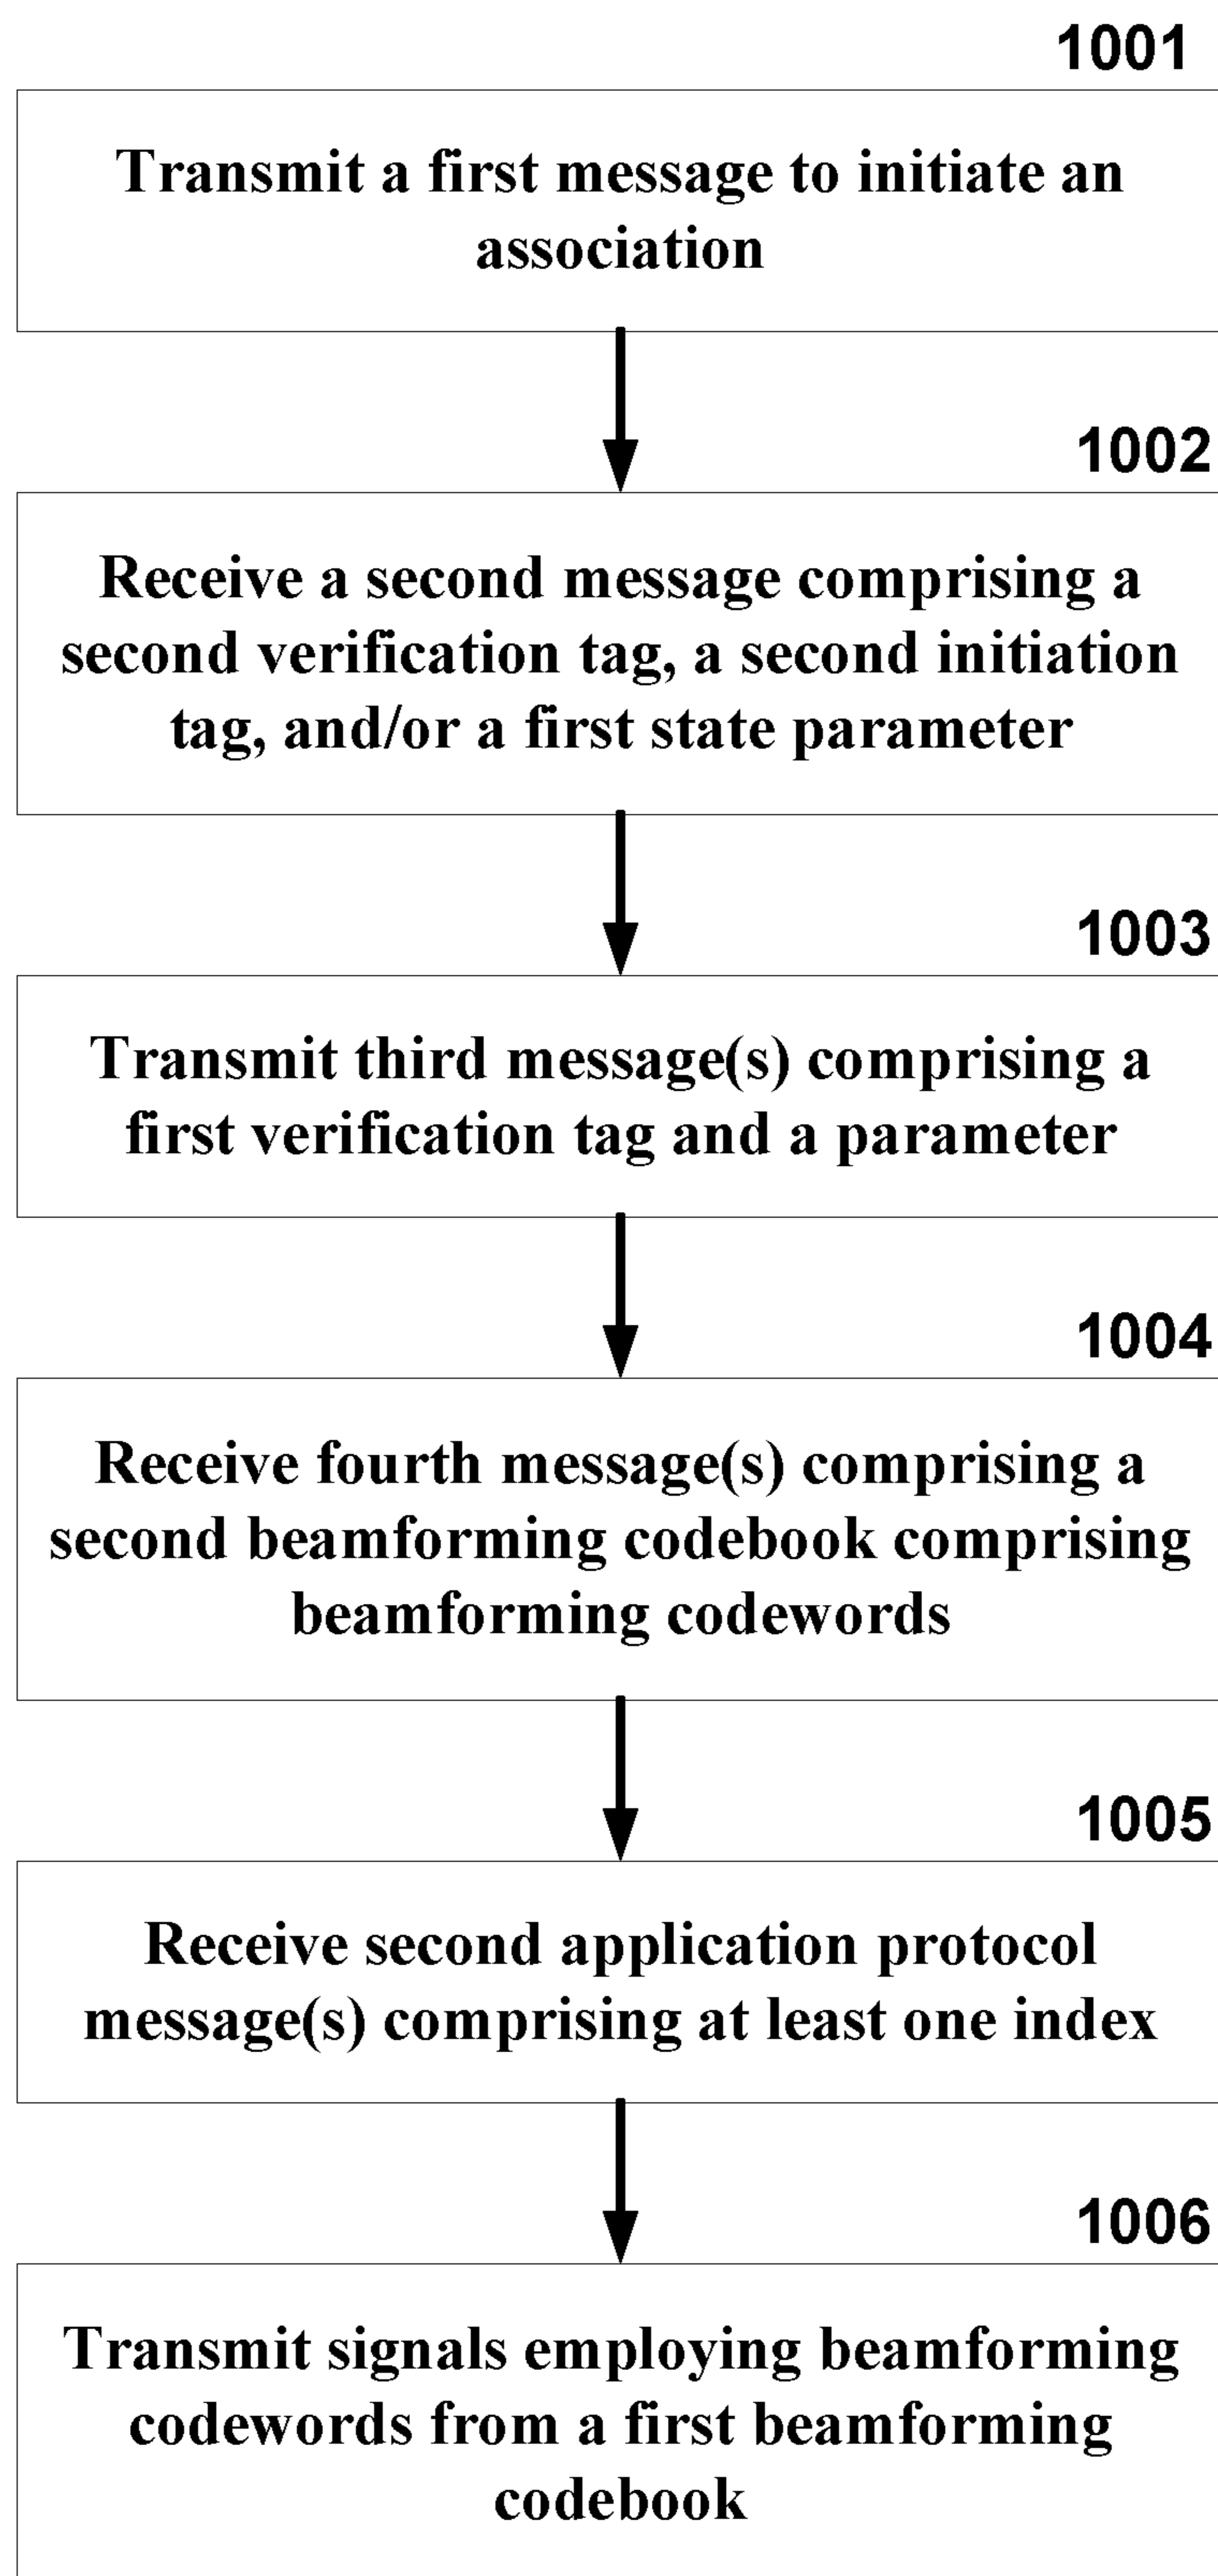 1001
Transmit a first message to initiate an
association
1002
Receive a second message comprising a
second verification tag, a second initiation
tag, and/or a first state parameter
1003
Transmit third message(s) comprising a
first verification tag and a parameter
1004
Receive fourth message(s) comprising a
second beamforming codebook comprising
beamforming codewords
1005
Receive second application protocol
message(s) comprising at least one index
1006
Transmit signals employing beamforming
codewords from a first beamforming
codebook